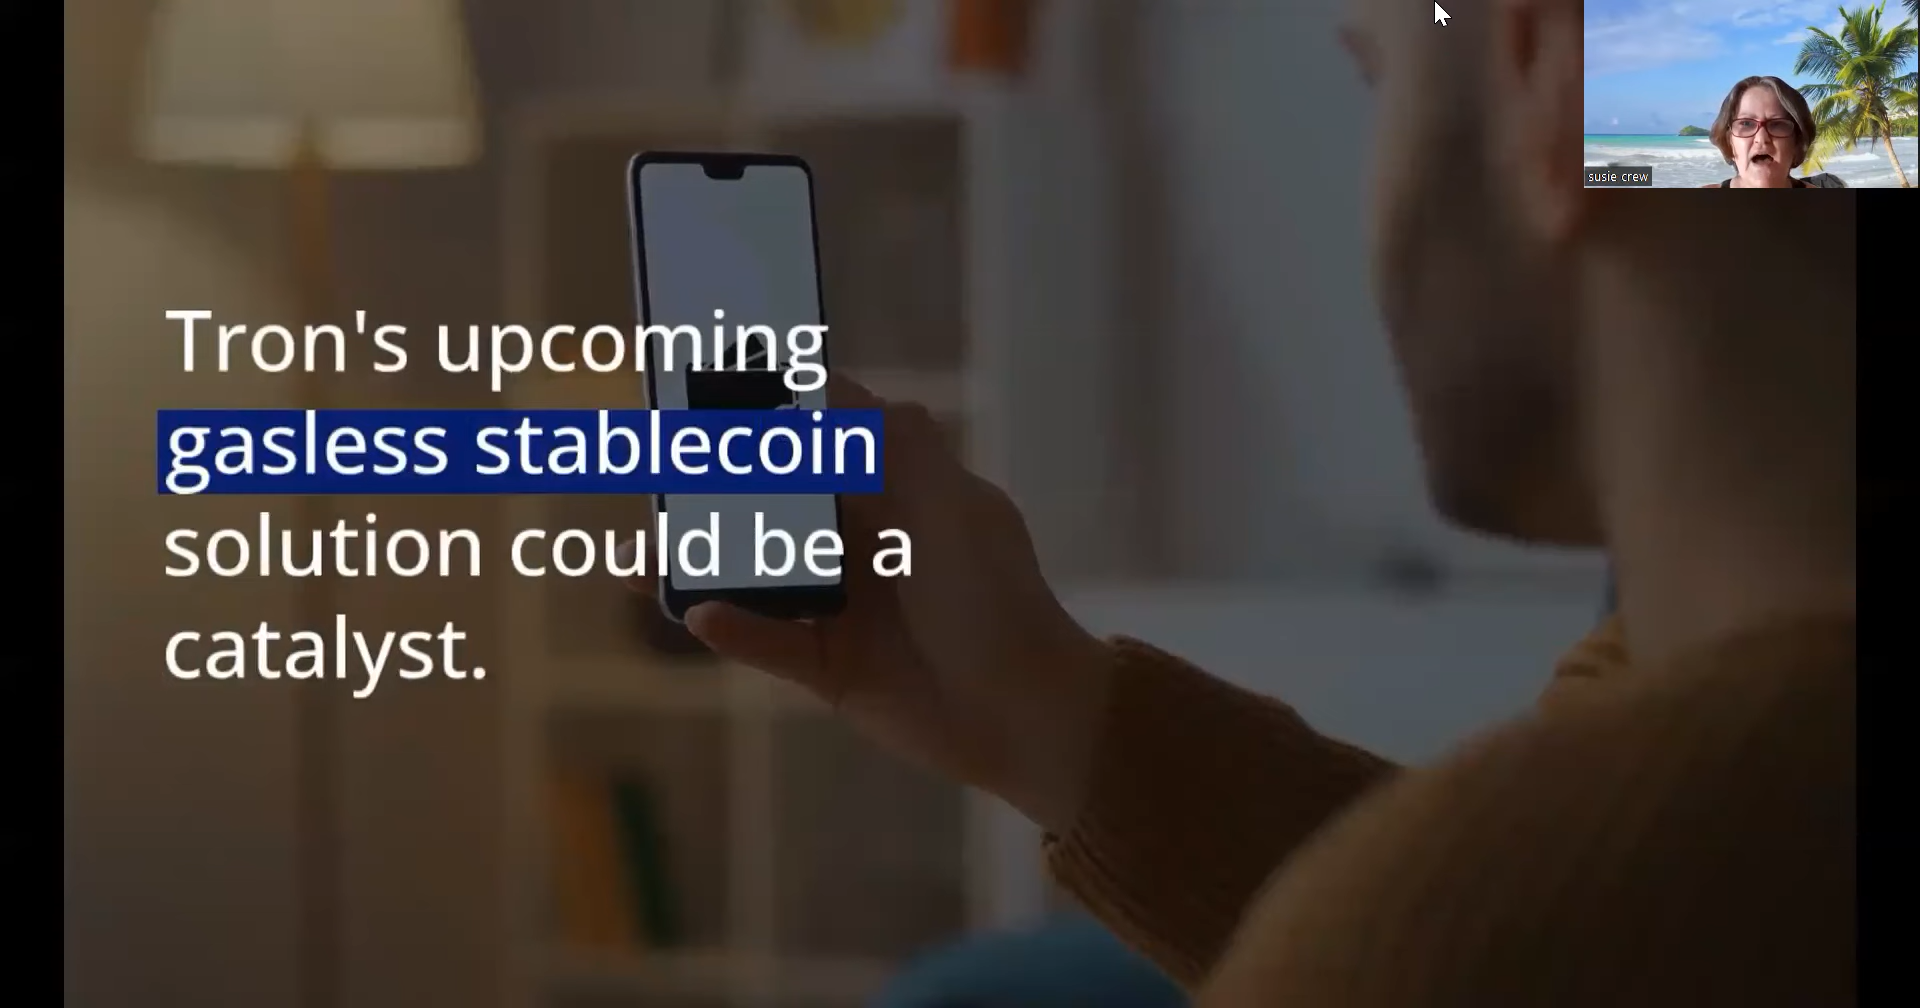 susie crew
Tron's upcoming
gasless stablecoin
solution could be a
catalyst.